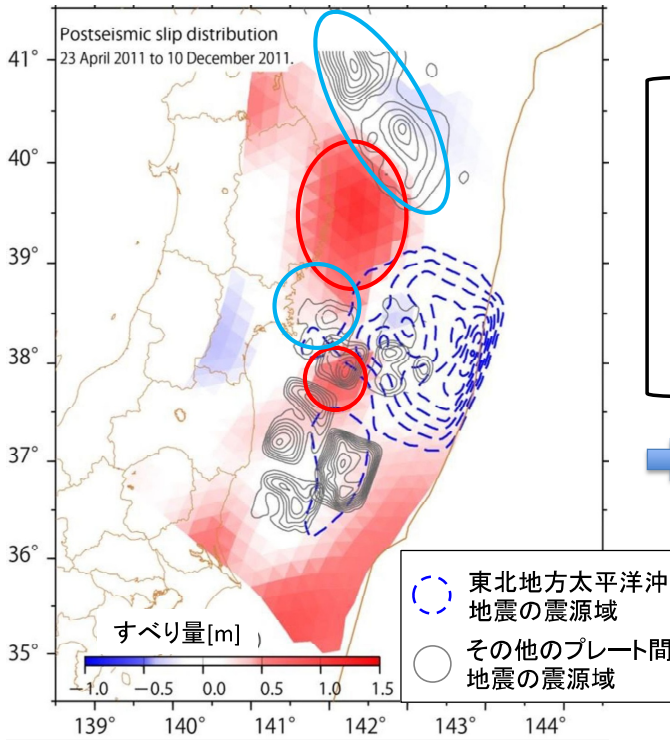 Postseismic slip distribution
23 April 2011 to 10 December 2011.
41°
40°
39°
38°
37°
36°
35°
すべり量[m] )
−1.0 −0.5 0.0 0.5 1.0 1.5
139° 140° 141° 142° 143° 144°
東北地方太平洋沖
地震の震源域
その他のプレート間
地震の震源域